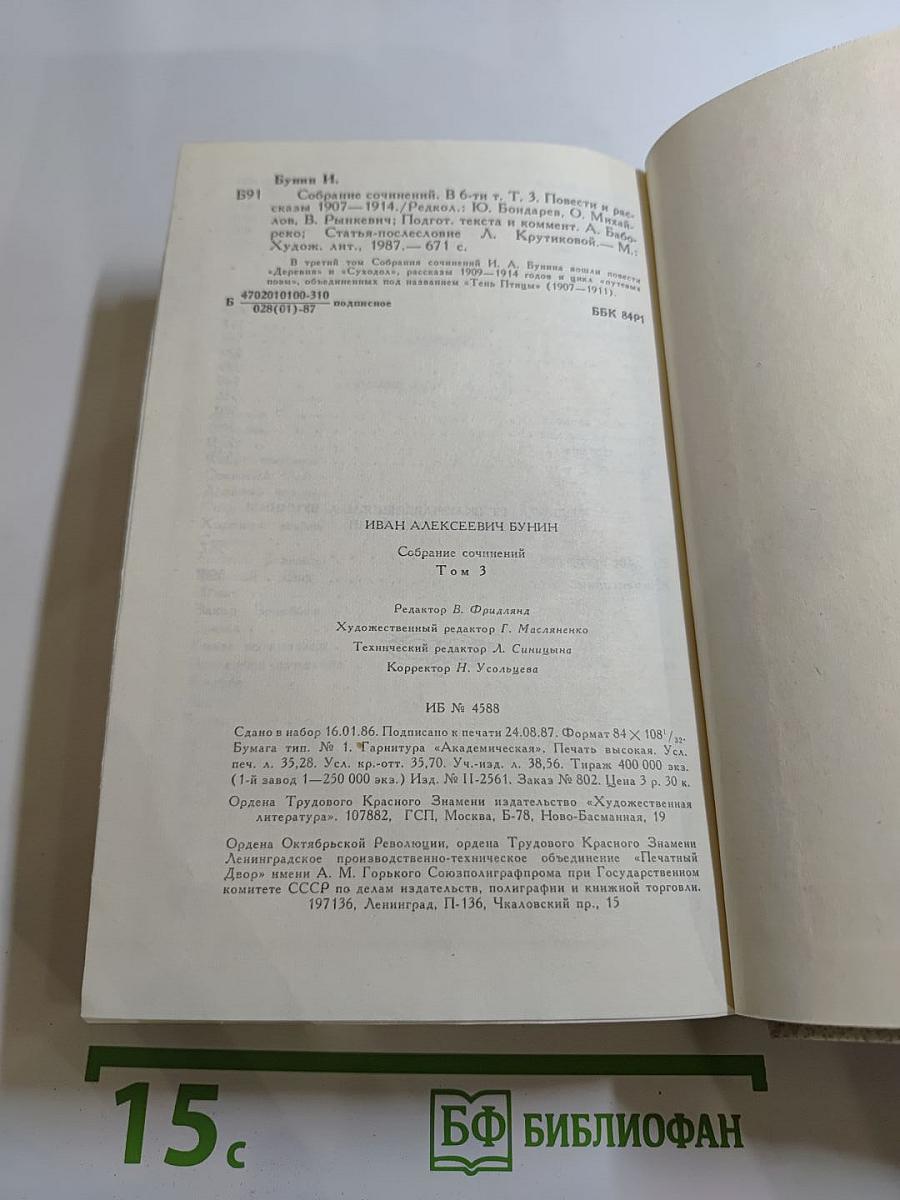 Бунин И.
Б91 Собрание сочинений. В 6-ти т. Т. 3. Повести и рас-
сказы 1907—1914./Редкол.: Ю. Бондарев, О. Михай-
лов, В. Рынкевич; Подгот. текста и коммент. А. Бабо-
реко; Статья-послесловие Л. Крутиковой.— М.:
Худож. лит., 1987.— 671 с.
В третий том Собрания сочинений И. А. Бунина вошли повести
«Деревня» и «Суходол», рассказы 1909—1914 годов и цикл «путевых
поэм», объединенных под названием «Тень Птицы» (1907—1911).
Б 4702010100-310 подписное
028(01)-87
ББК 84Р1
ИВАН АЛЕКСЕЕВИЧ БУНИН
Собрание сочинений
Том 3
Редактор В. Фридлянд
Художественный редактор Г. Масляненко
Технический редактор Л. Синицына
Корректор Н. Усольцева
ИБ № 4588
Сдано в набор 16.01.86. Подписано к печати 24.08.87. Формат 84×108 1/32.
Бумага тип. № 1. Гарнитура «Академическая». Печать высокая. Усл.
печ. л. 35,28. Усл. кр.-отт. 35,70. Уч.-изд. л. 38,56. Тираж 400 000 экз.
(1-й завод 1—250 000 экз.) Изд. № II-2561. Заказ № 802. Цена 3 р. 30 к.
Ордена Трудового Красного Знамени издательство «Художественная
литература». 107882, ГСП, Москва, Б-78, Ново-Басманная, 19
Ордена Октябрьской Революции, ордена Трудового Красного Знамени
Ленинградское производственно-техническое объединение «Печатный
Двор» имени А. М. Горького Союзполиграфпрома при Государственном
комитете СССР по делам издательств, полиграфии и книжной торговли.
197136, Ленинград, П-136, Чкаловский пр., 15
15 с
БФ БИБЛИОФАН